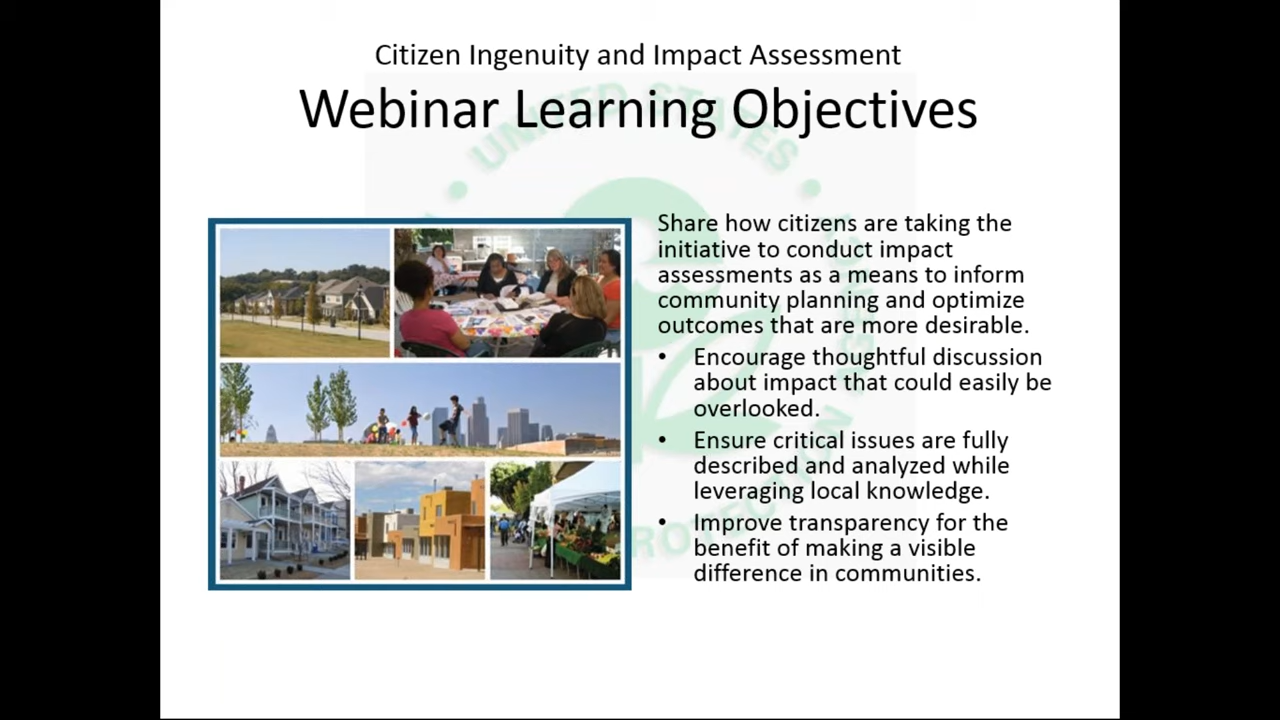 Citizen Ingenuity and Impact Assessment
Webinar Learning Objectives
UNITED STATES
Share how citizens are taking the
initiative to conduct impact
assessments as a means to inform
community planning and optimize
outcomes that are more desirable.
• Encourage thoughtful discussion
about impact that could easily be
overlooked.
• Ensure critical issues are fully
described and analyzed while
leveraging local knowledge.
• Improve transparency for the
benefit of making a visible
difference in communities.